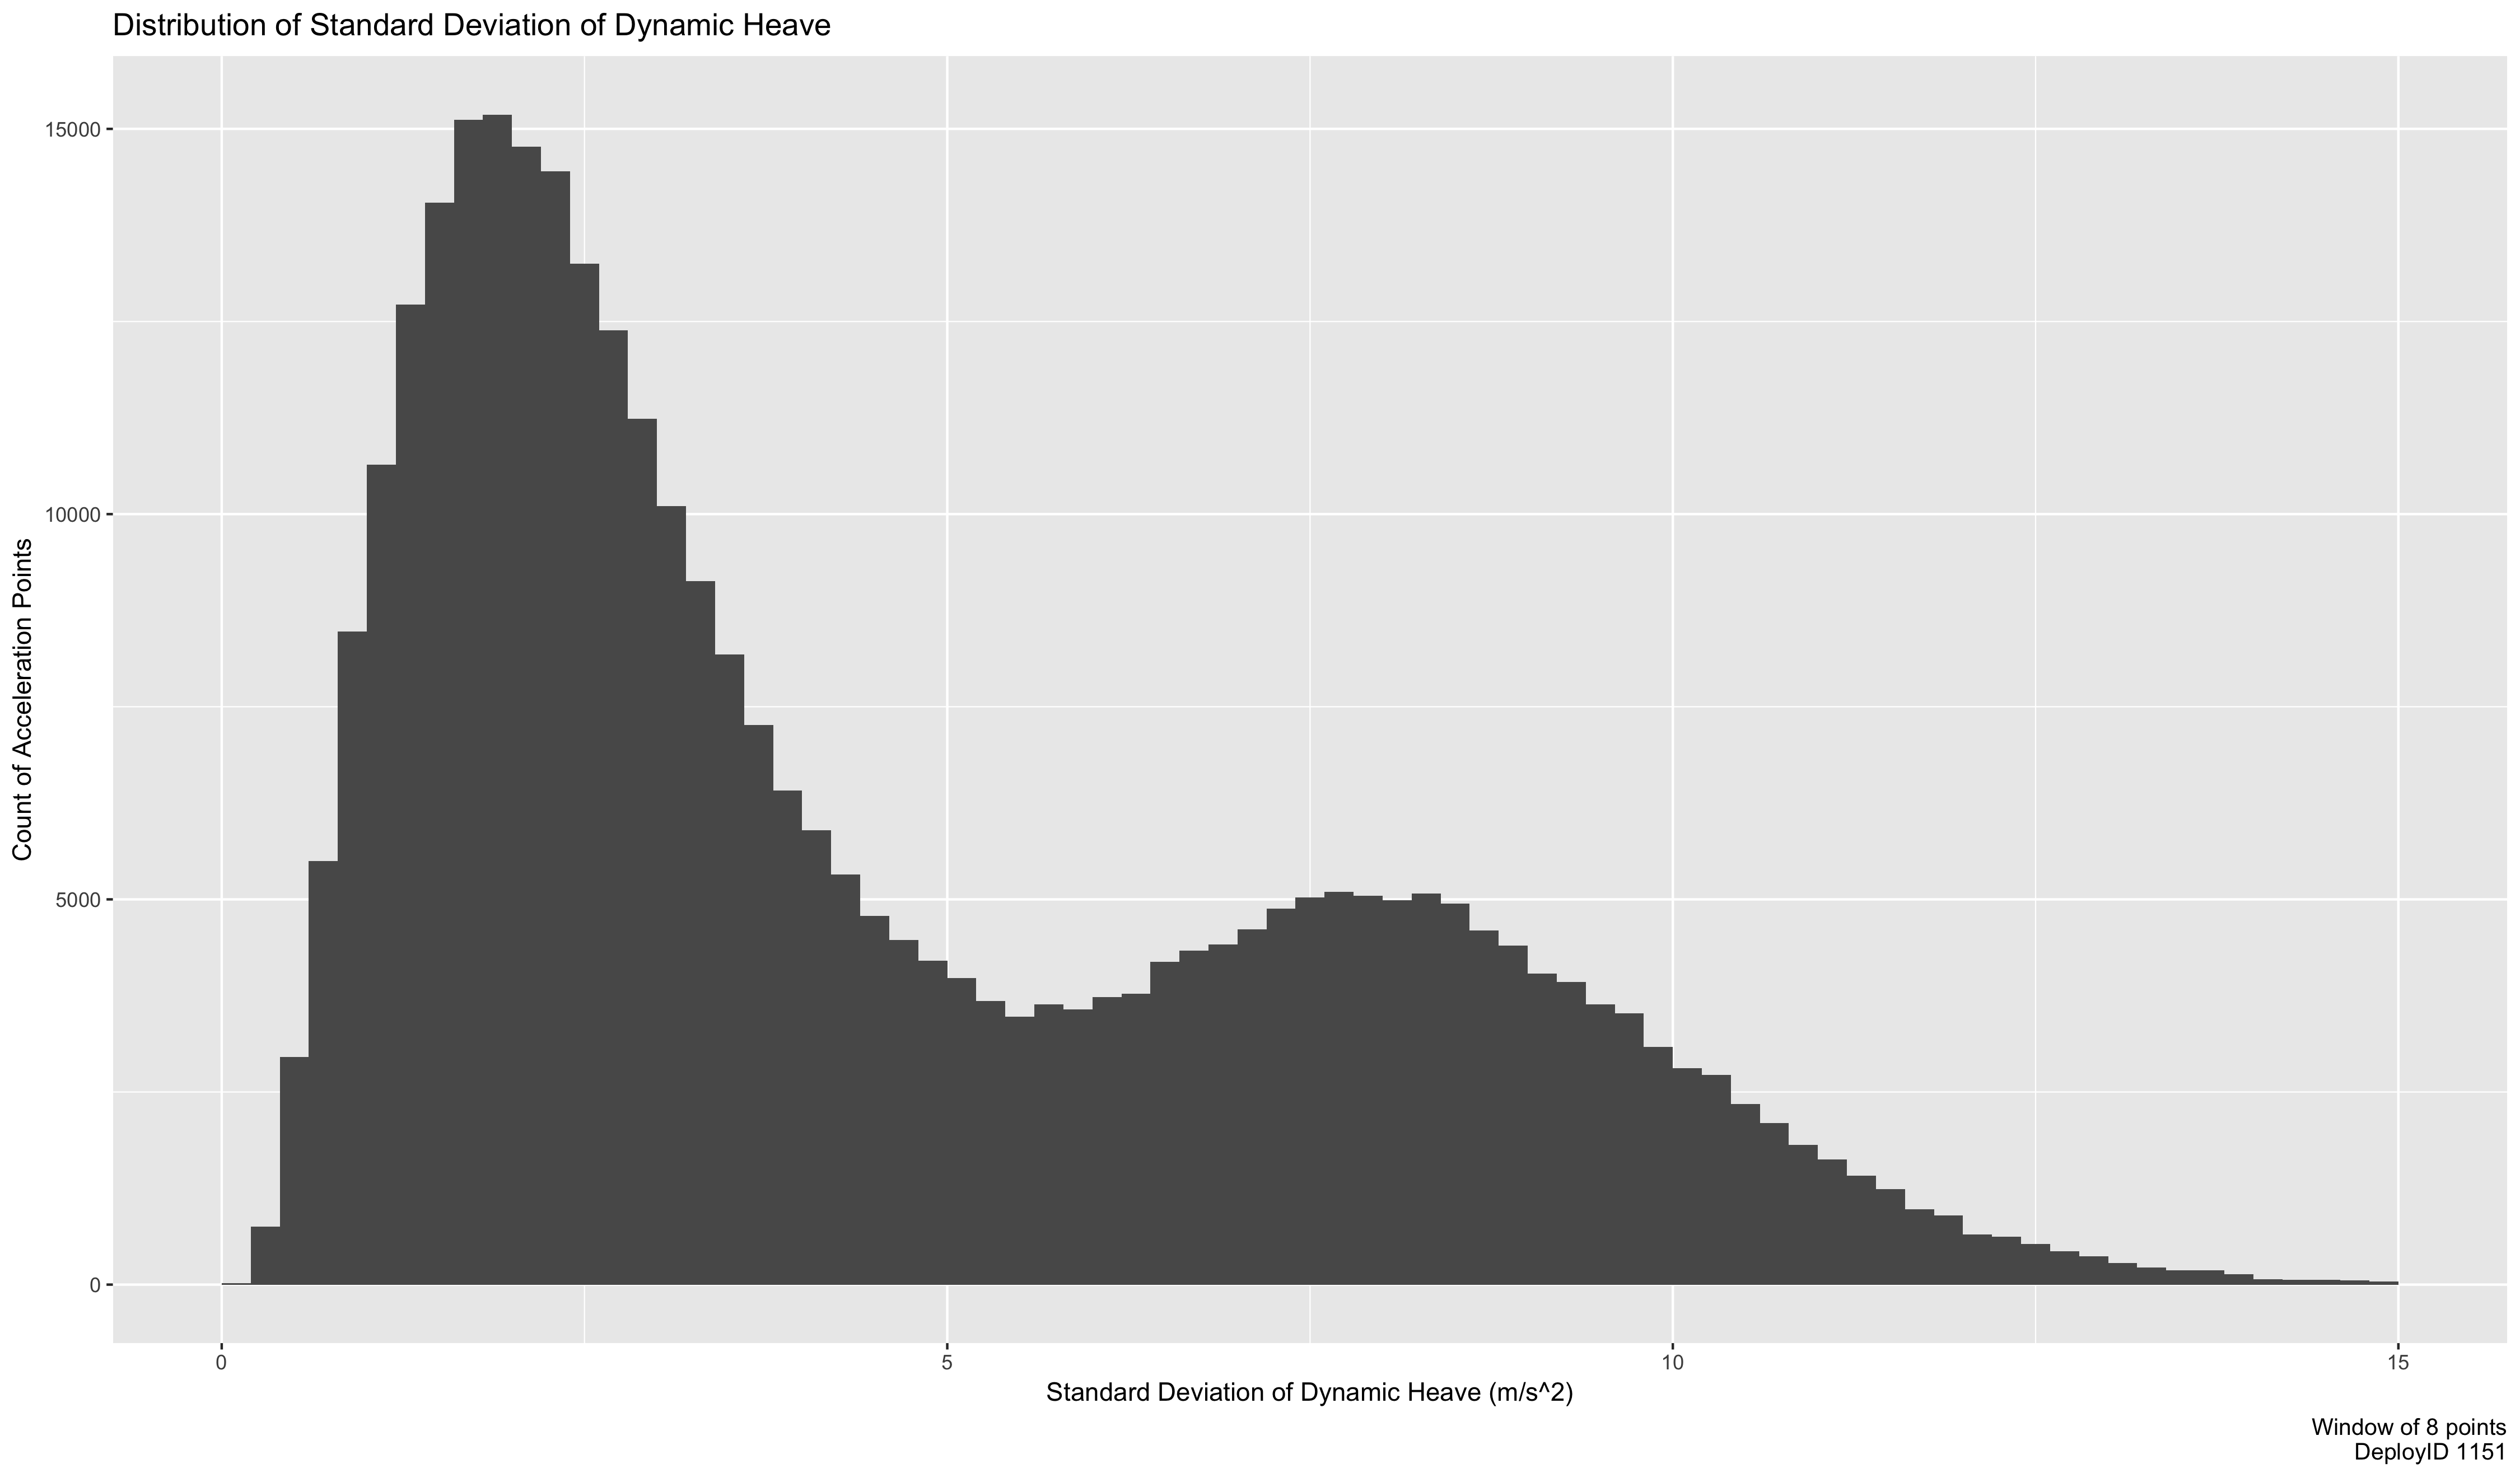 Distribution of Standard Deviation of Dynamic Heave
15000
10000
5000
0
Count of Acceleration Points
0
5
10
15
Standard Deviation of Dynamic Heave (m/s^2)
Window of 8 points
DeployID 1151